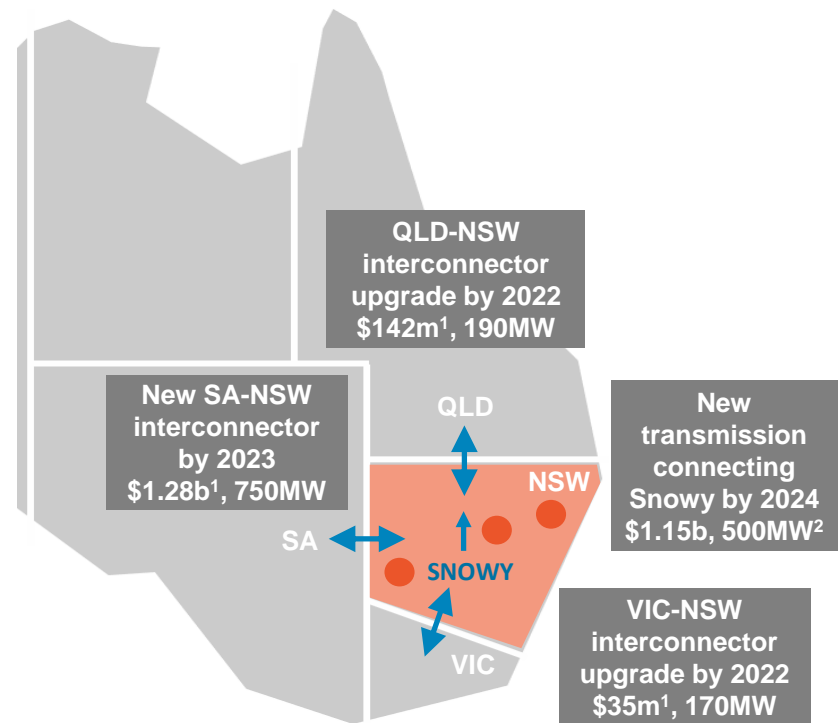 QLD-NSW
interconnector
upgrade by 2022
$142m¹, 190MW
New SA-NSW
interconnector
by 2023
$1.28b¹, 750MW
QLD
New
transmission
connecting
Snowy by 2024
$1.15b, 500MW²
NSW
SA
SNOWY
VIC
VIC-NSW
interconnector
upgrade by 2022
$35m¹, 170MW